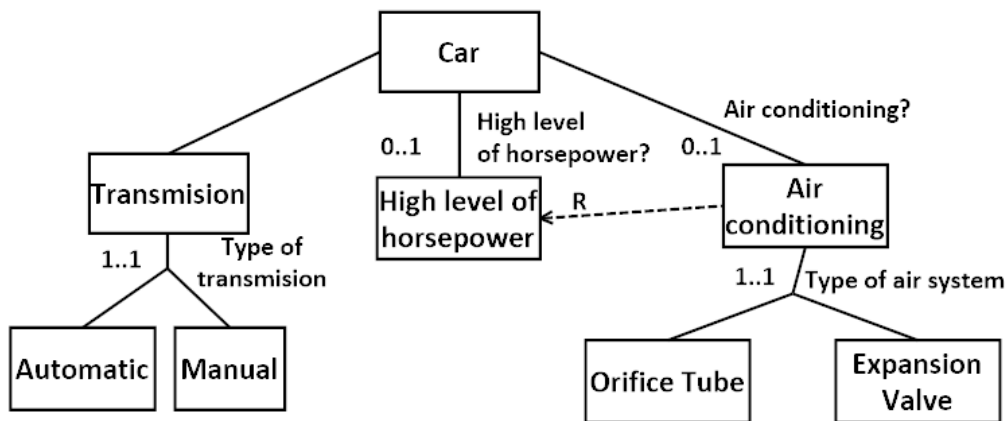 Car
High level
of horsepower?
Air conditioning?
0..1
0..1
Transmision
High level of
horsepower
R
Air
conditioning
1..1
Type of
transmision
1..1
Type of air system
Automatic
Manual
Orifice Tube
Expansion
Valve